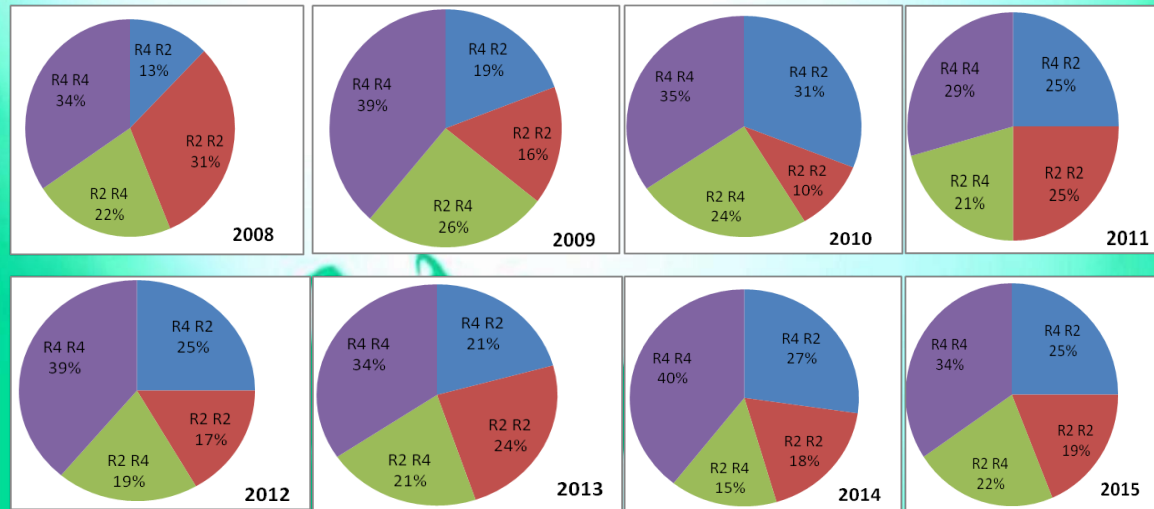 R4 R2
13%
R2 R2
31%
R2 R4
22%
R4 R4
34%
2008
R4 R2
19%
R2 R2
16%
R2 R4
26%
R4 R4
39%
2009
R4 R2
31%
R2 R2
10%
R2 R4
24%
R4 R4
35%
2010
R4 R2
25%
R2 R2
25%
R2 R4
21%
R4 R4
29%
2011
R4 R2
25%
R2 R2
17%
R2 R4
19%
R4 R4
39%
2012
R4 R2
21%
R2 R2
24%
R2 R4
21%
R4 R4
34%
2013
R4 R2
27%
R2 R2
18%
R2 R4
15%
R4 R4
40%
2014
R4 R2
25%
R2 R2
19%
R2 R4
22%
R4 R4
34%
2015